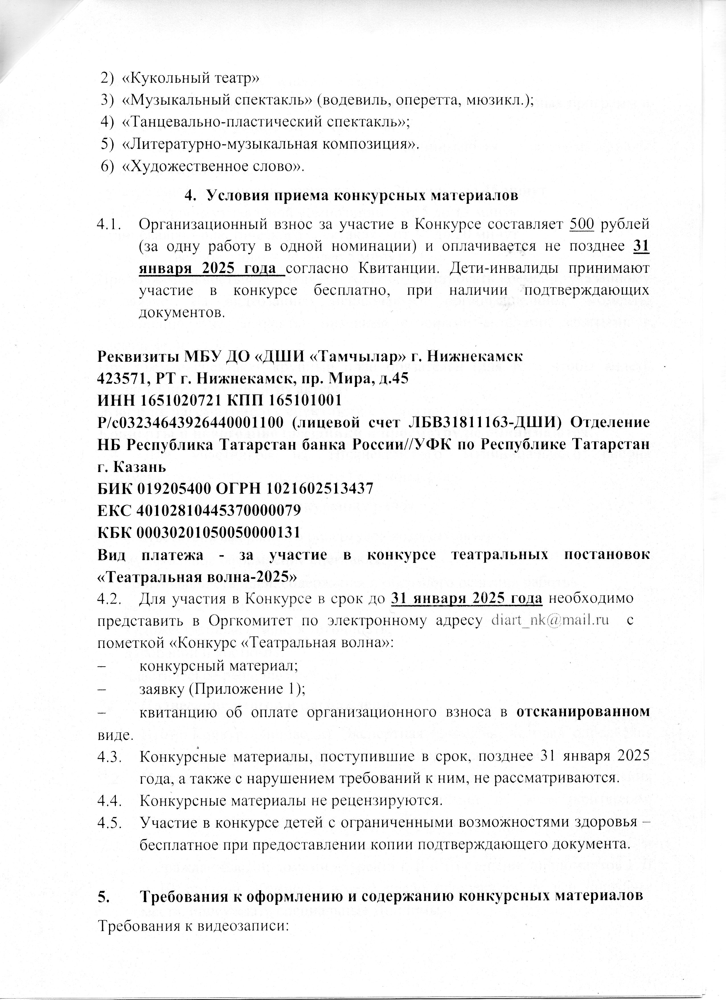 2) «Кукольный театр»
3) «Музыкальный спектакль» (водевиль, оперетта, мюзикл.);
4) «Танцевально-пластический спектакль»;
5) «Литературно-музыкальная композиция».
6) «Художественное слово».
4. Условия приема конкурсных материалов
4.1. Организационный взнос за участие в Конкурсе составляет 500 рублей
(за одну работу в одной номинации) и оплачивается не позднее 31
января 2025 года согласно Квитанции. Дети-инвалиды принимают
участие в конкурсе бесплатно, при наличии подтверждающих
документов.
Реквизиты МБУ ДО «ДШИ «Тамчылар» г. Нижнекамск
423571, РТ г. Нижнекамск, пр. Мира, д.45
ИНН 1651020721 КПП 165101001
Р/с03234643926440001100 (лицевой счет ЛБВ31811163-ДШИ) Отделение
НБ Республика Татарстан банка России//УФК по Республике Татарстан
г. Казань
БИК 019205400 ОГРН 1021602513437
ЕКС 40102810445370000079
КБК 00030201050050000131
Вид платежа - за участие в конкурсе театральных постановок
«Театральная волна-2025»
4.2. Для участия в Конкурсе в срок до 31 января 2025 года необходимо
представить в Оргкомитет по электронному адресу diart_nk@mail.ru с
пометкой «Конкурс «Театральная волна»:
– конкурсный материал;
– заявку (Приложение 1);
– квитанцию об оплате организационного взноса в отсканированном
виде.
4.3. Конкурсные материалы, поступившие в срок, позднее 31 января 2025
года, а также с нарушением требований к ним, не рассматриваются.
4.4. Конкурсные материалы не рецензируются.
4.5. Участие в конкурсе детей с ограниченными возможностями здоровья –
бесплатное при предоставлении копии подтверждающего документа.
5. Требования к оформлению и содержанию конкурсных материалов
Требования к видеозаписи: